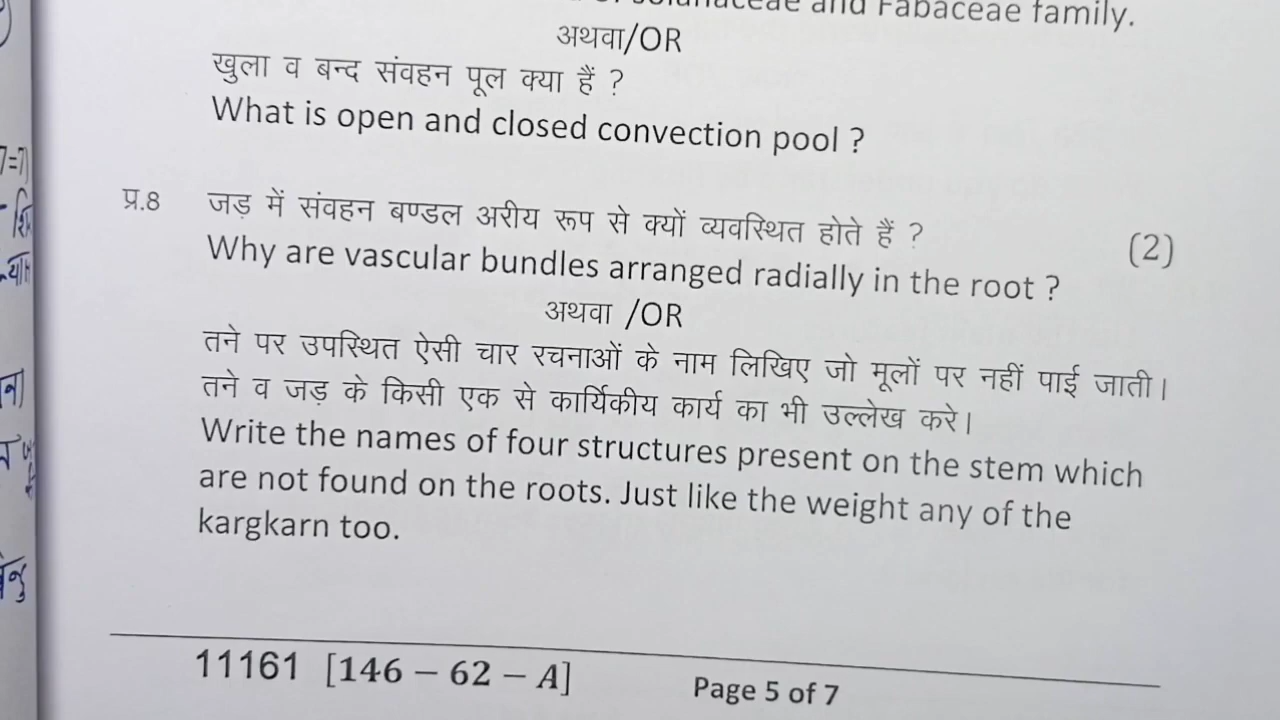 and Fabaceae family.
अथवा/OR
खुला व बन्द संवहन पूल क्या हैं ?
What is open and closed convection pool ?
प्र.8 जड़ में संवहन बण्डल अरीय रूप से क्यों व्यवस्थित होते हैं ? (2)
Why are vascular bundles arranged radially in the root ?
अथवा /OR
तने पर उपस्थित ऐसी चार रचनाओं के नाम लिखिए जो मूलों पर नहीं पाई जाती।
तने व जड़ के किसी एक से कार्यिकीय कार्य का भी उल्लेख करे।
Write the names of four structures present on the stem which
are not found on the roots. Just like the weight any of the
kargkarn too.
11161 [146 – 62 – A] Page 5 of 7